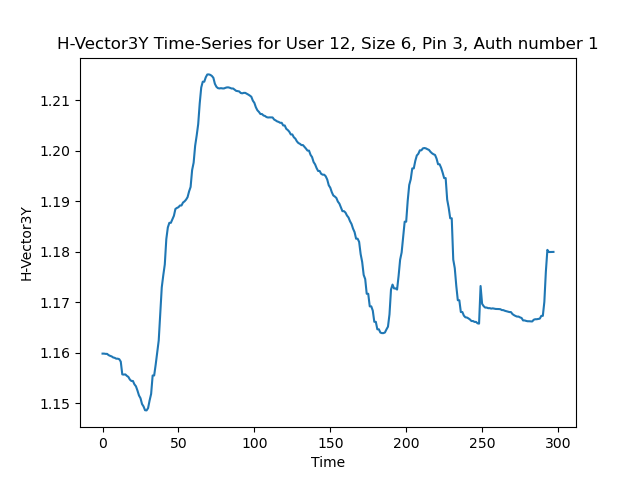 H-Vector3Y Time-Series for User 12, Size 6, Pin 3, Auth number 1
H-Vector3Y
1.21
1.20
1.19
1.18
1.17
1.16
1.15
0 50 100 150 200 250 300
Time